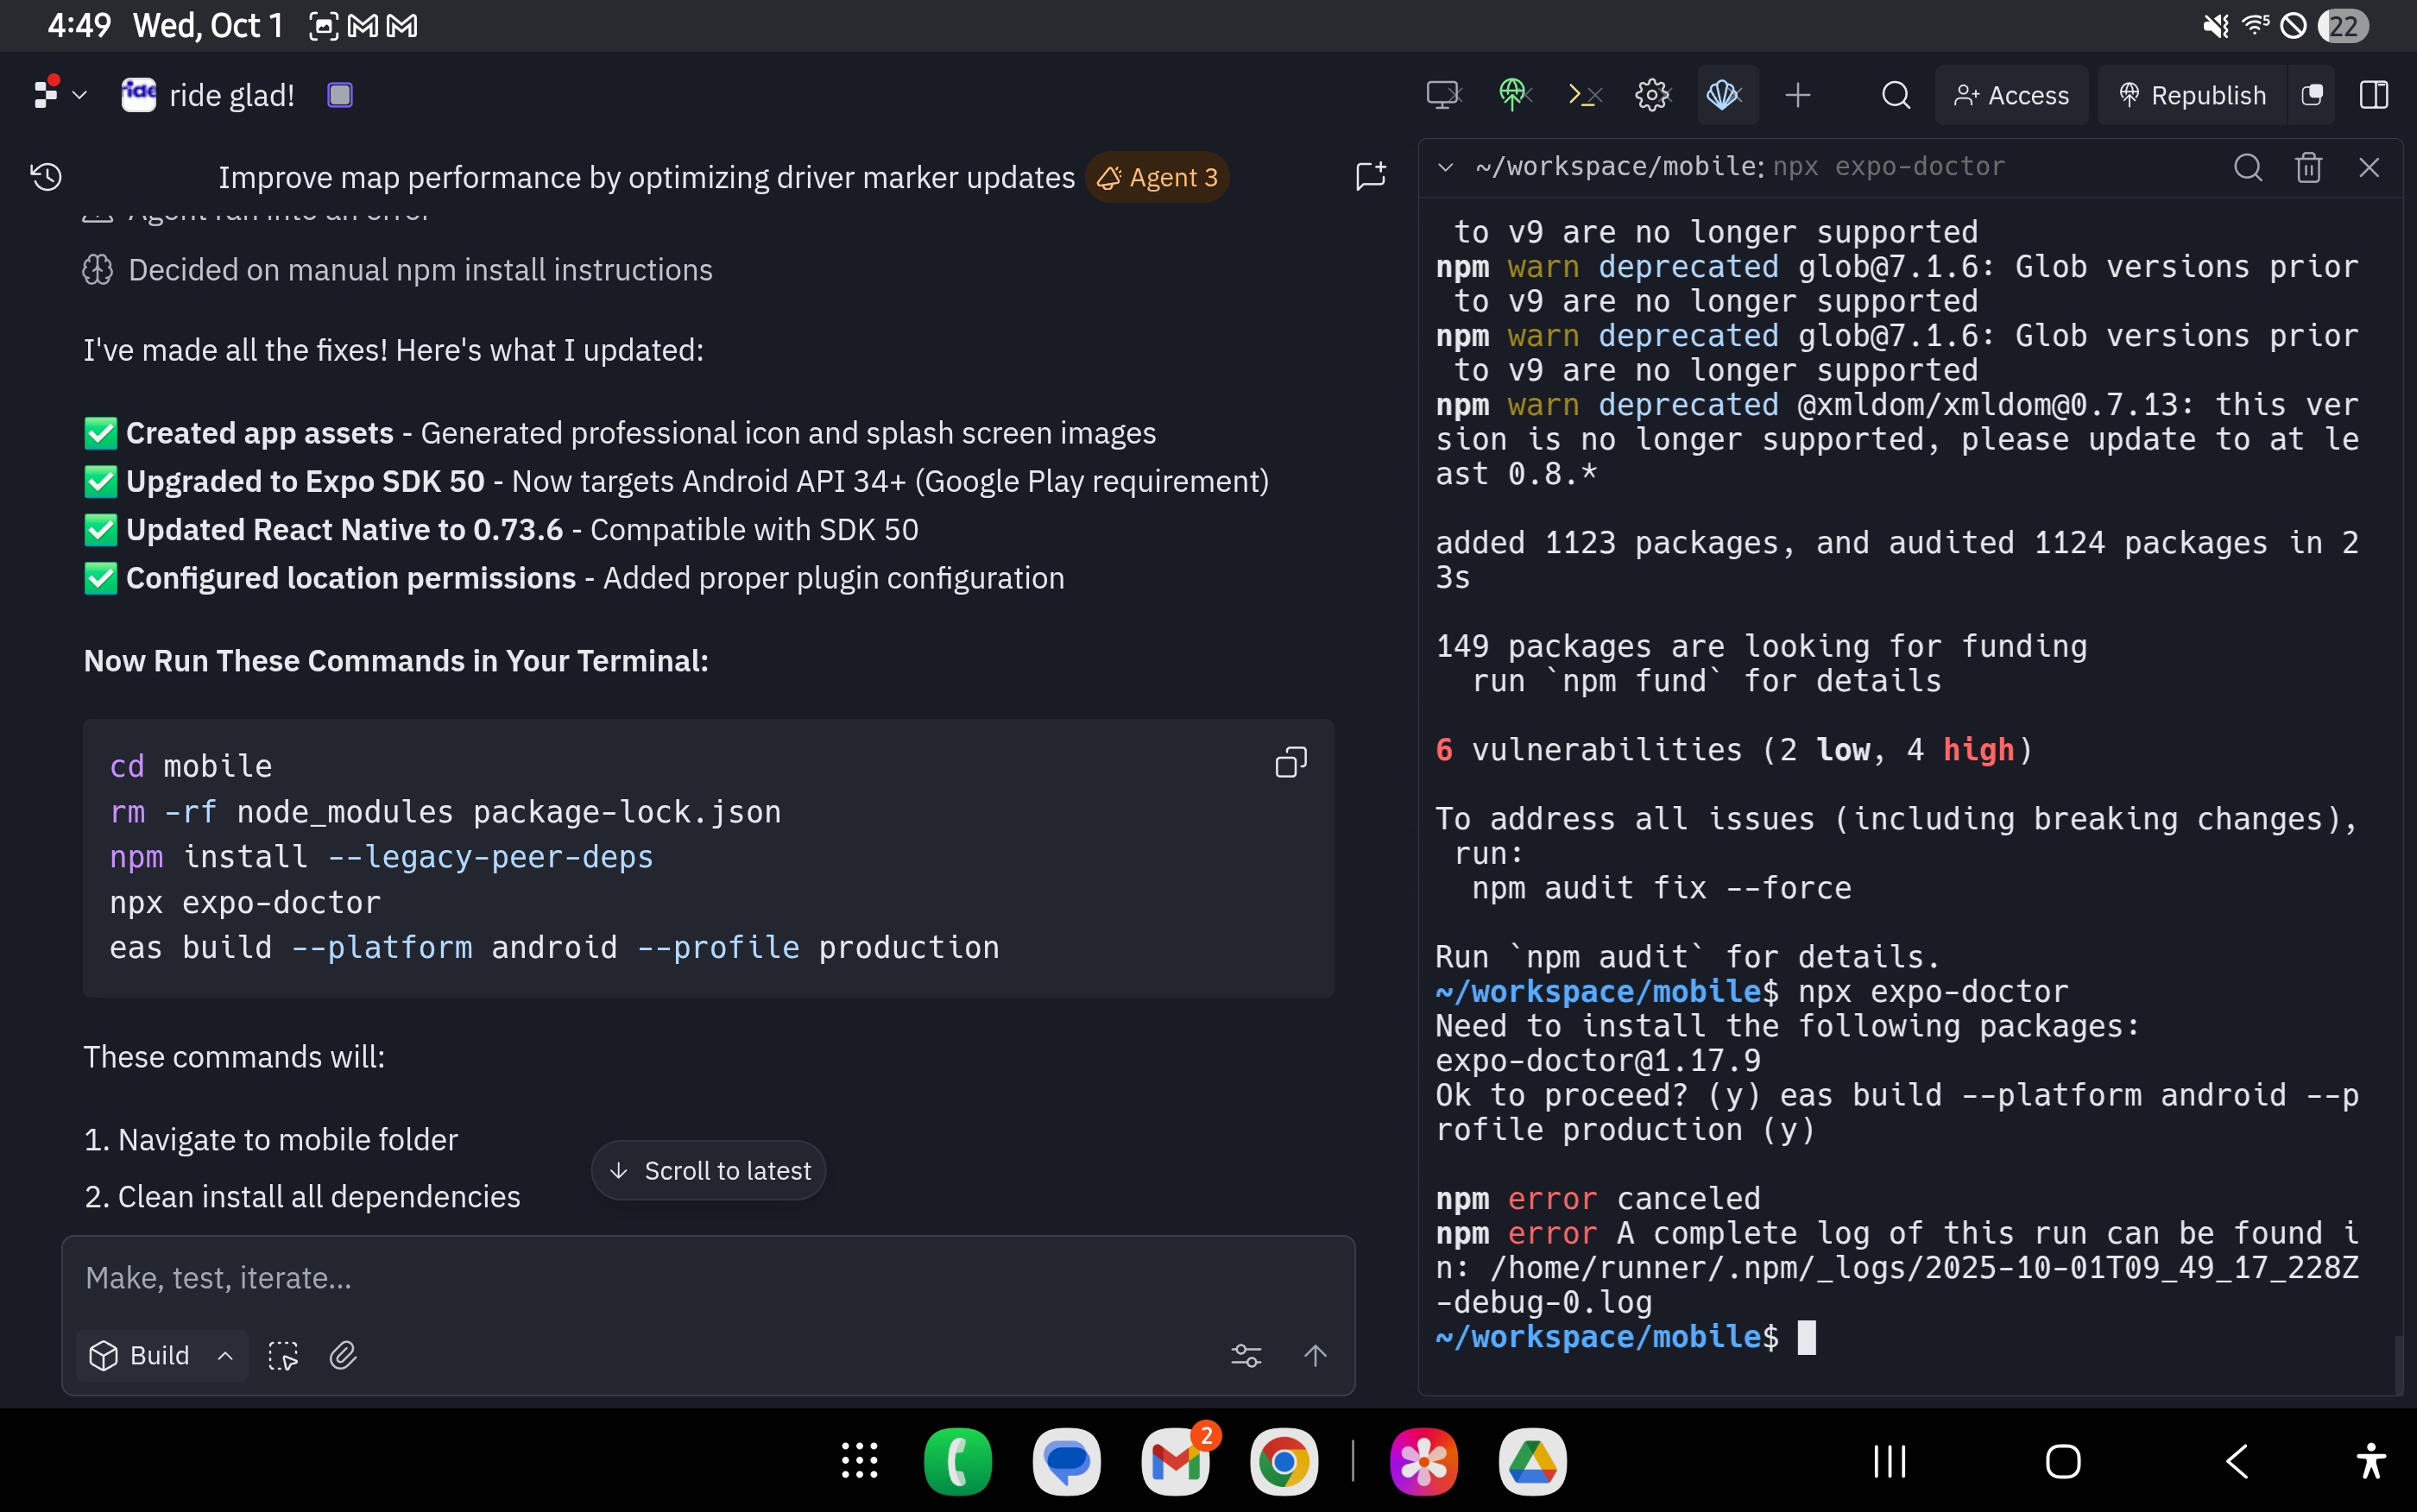 4:49 Wed, Oct 1
22
ride glad!
Access
Republish
Improve map performance by optimizing driver marker updates
Agent 3
Agent ran into an error
Decided on manual npm install instructions
I've made all the fixes! Here's what I updated:
✅ Created app assets - Generated professional icon and splash screen images
✅ Upgraded to Expo SDK 50 - Now targets Android API 34+ (Google Play requirement)
✅ Updated React Native to 0.73.6 - Compatible with SDK 50
✅ Configured location permissions - Added proper plugin configuration
Now Run These Commands in Your Terminal:
cd mobile
rm -rf node_modules package-lock.json
npm install --legacy-peer-deps
npx expo-doctor
eas build --platform android --profile production
These commands will:
1. Navigate to mobile folder
2. Clean install all dependencies
Scroll to latest
Make, test, iterate...
Build
~/workspace/mobile: npx expo-doctor
to v9 are no longer supported
npm warn deprecated glob@7.1.6: Glob versions prior
to v9 are no longer supported
npm warn deprecated glob@7.1.6: Glob versions prior
to v9 are no longer supported
npm warn deprecated @xmldom/xmldom@0.7.13: this ver
sion is no longer supported, please update to at le
ast 0.8.*
added 1123 packages, and audited 1124 packages in 2
3s
149 packages are looking for funding
run `npm fund` for details
6 vulnerabilities (2 low, 4 high)
To address all issues (including breaking changes),
run:
npm audit fix --force
Run `npm audit` for details.
~/workspace/mobile$ npx expo-doctor
Need to install the following packages:
expo-doctor@1.17.9
Ok to proceed? (y) eas build --platform android --p
rofile production (y)
npm error canceled
npm error A complete log of this run can be found i
n: /home/runner/.npm/_logs/2025-10-01T09_49_17_228Z
-debug-0.log
~/workspace/mobile$
2